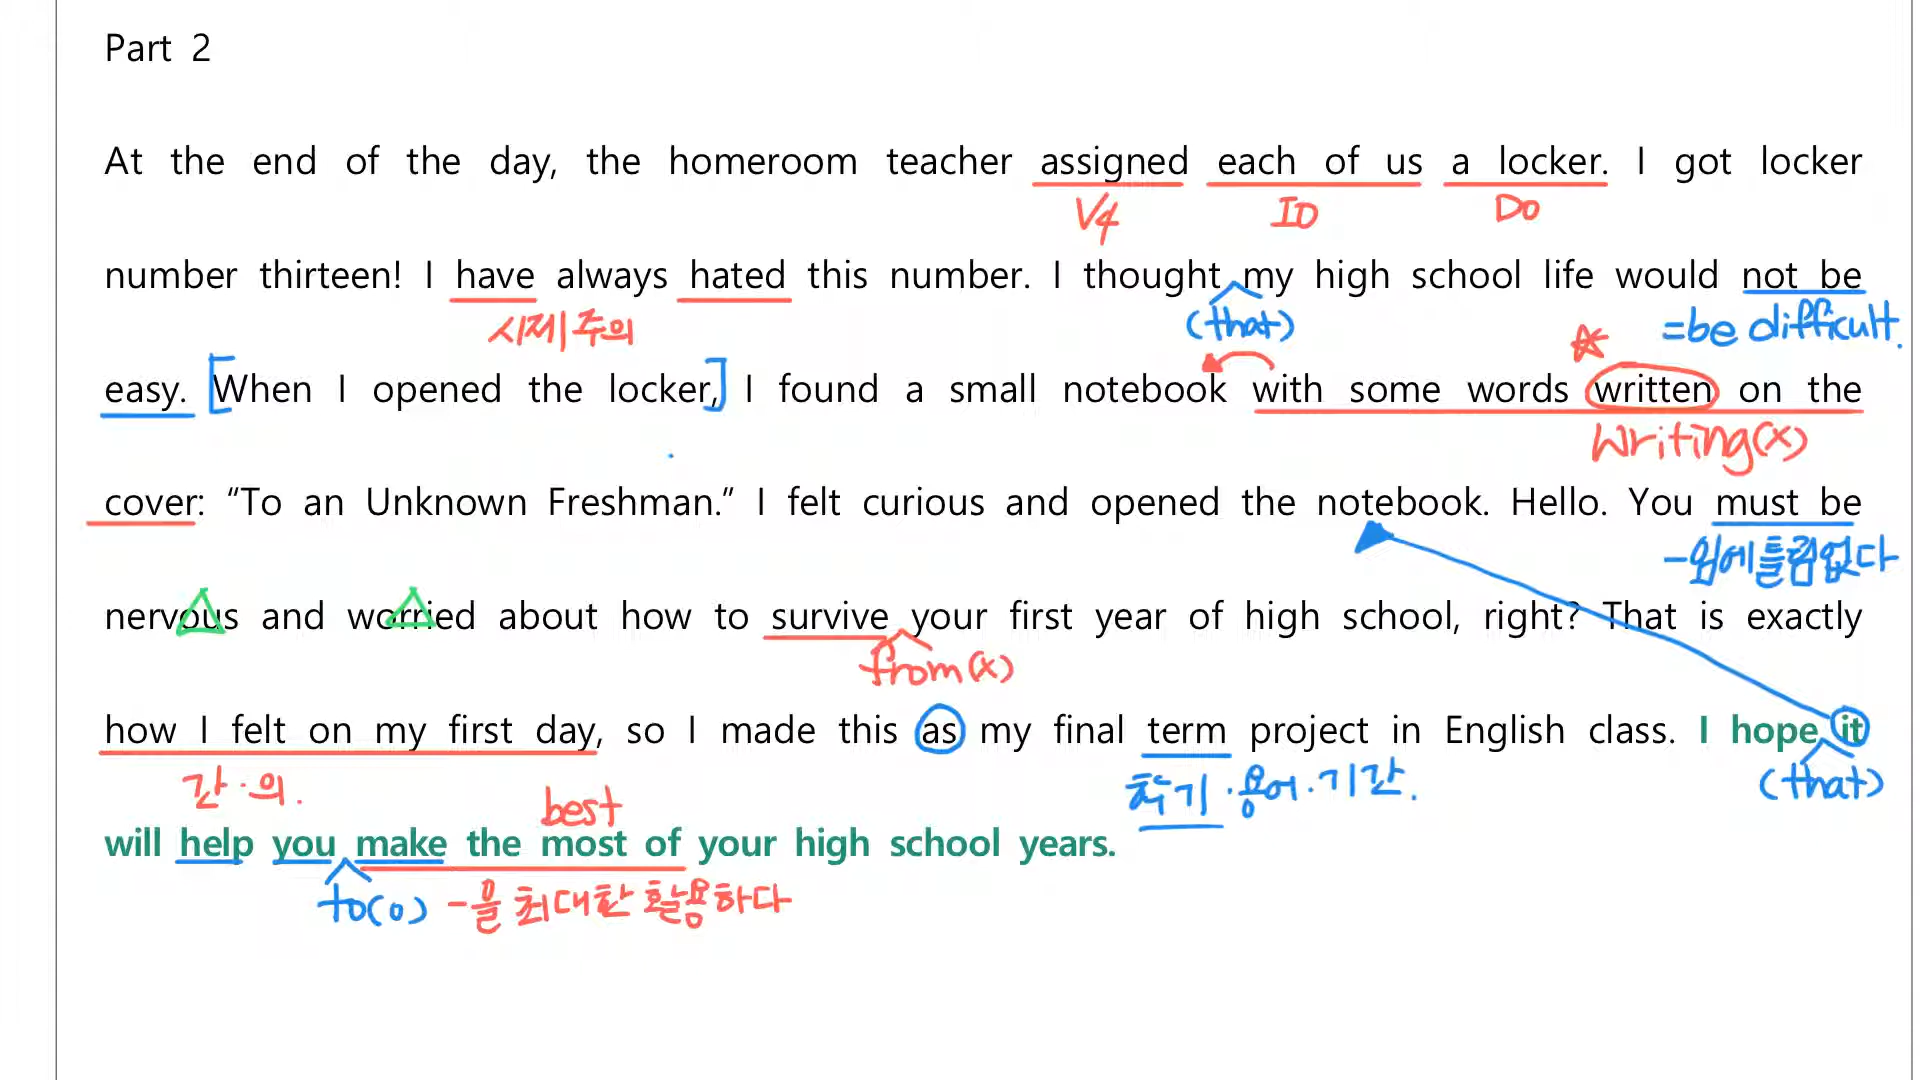 Part 2
At the end of the day, the homeroom teacher assigned each of us a locker. I got locker
V4 IO DO
number thirteen! I have always hated this number. I thought my high school life would not be
시제주의 (that) =be difficult.
easy. [When I opened the locker,] I found a small notebook with some words written on the
writing(x)
cover: “To an Unknown Freshman.” I felt curious and opened the notebook. Hello. You must be
-임에 틀림없다
nervous and worried about how to survive your first year of high school, right? That is exactly
from(x)
how I felt on my first day, so I made this as my final term project in English class. I hope it
간·의. best 학기·용어·기간. (that)
will help you make the most of your high school years.
to(o) -을 최대한 활용하다